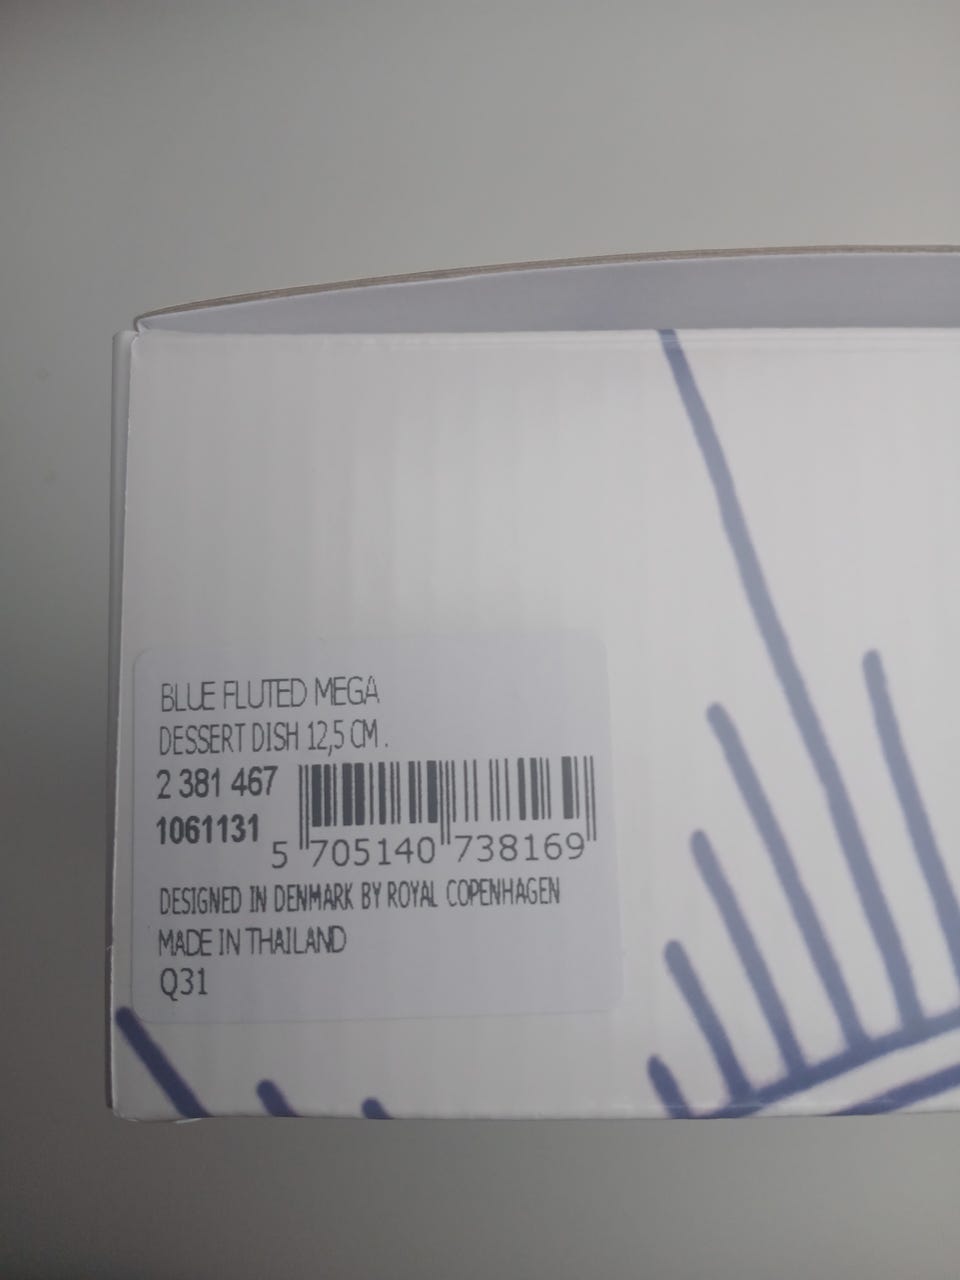 BLUE FLUTED MEGA
DESSERT DISH 12,5 CM .
2 381 467
1061131
5 705140 738169
DESIGNED IN DENMARK BY ROYAL COPENHAGEN
MADE IN THAILAND
Q31